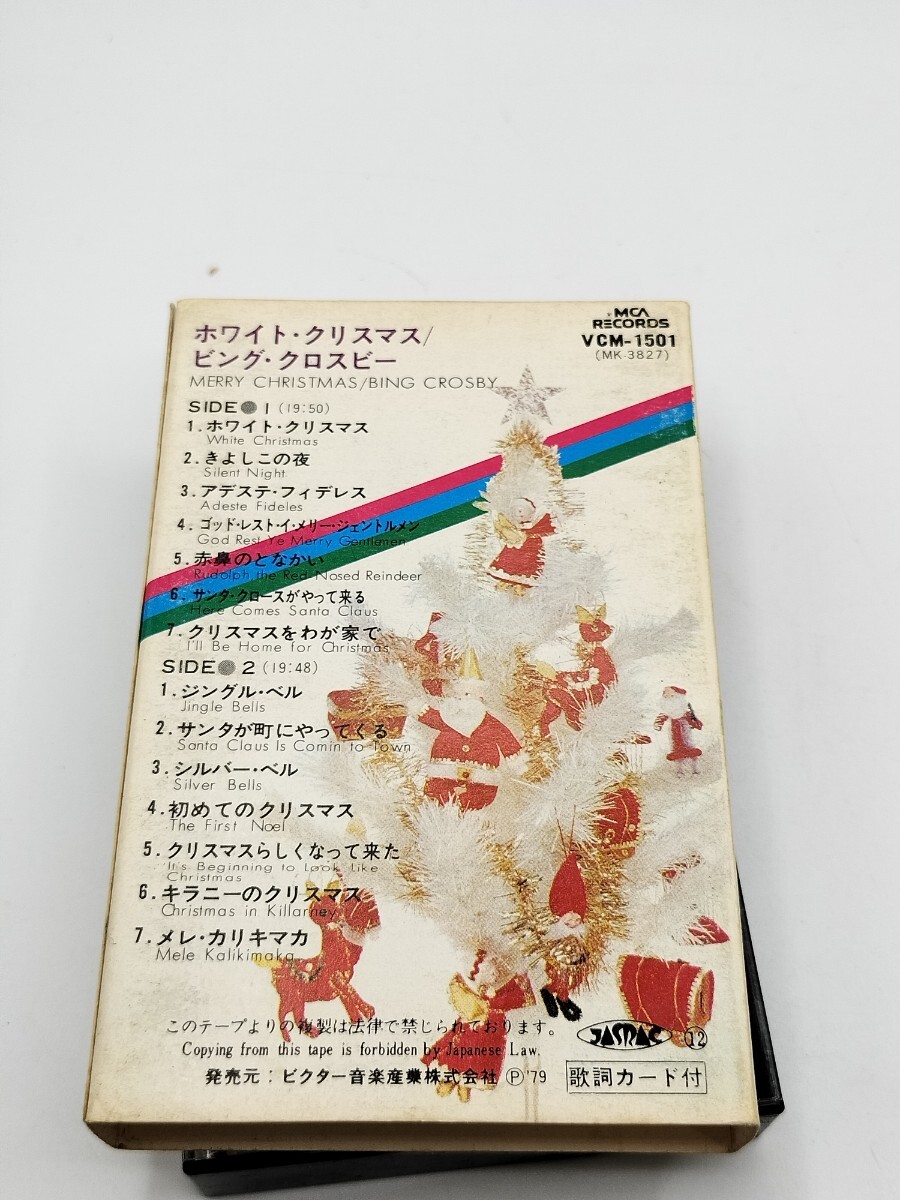 ホワイト・クリスマス/
ビング・クロスビー
MERRY CHRISTMAS/BING CROSBY
MCA
RECORDS
VCM-1501
(MK-3827)
SIDE 1 (19:50)
1. ホワイト・クリスマス
White Christmas
2. きよしこの夜
Silent Night
3. アデステ・フィデレス
Adeste Fideles
4. ゴッド・レスト・イ・メリー・ジェントルメン
God Rest Ye Merry Gentlemen
5. 赤鼻のとなかい
Rudolph the Red Nosed Reindeer
6. サンタ・クロースがやって来る
Here Comes Santa Claus
7. クリスマスをわが家で
I'll Be Home for Christmas
SIDE 2 (19:48)
1. ジングル・ベル
Jingle Bells
2. サンタが町にやってくる
Santa Claus Is Comin to Town
3. シルバー・ベル
Silver Bells
4. 初めてのクリスマス
The First Noel
5. クリスマスらしくなって来た
It's Beginning to Look Like
Christmas
6. キラニーのクリスマス
Christmas in Killarney
7. メレ・カリキマカ
Mele Kalikimaka
このテープよりの複製は法律で禁じられております。
Copying from this tape is forbidden by Japanese Law.
JASRAC ⑫
発売元:ビクター音楽産業株式会社 Ⓟ'79
歌詞カード付